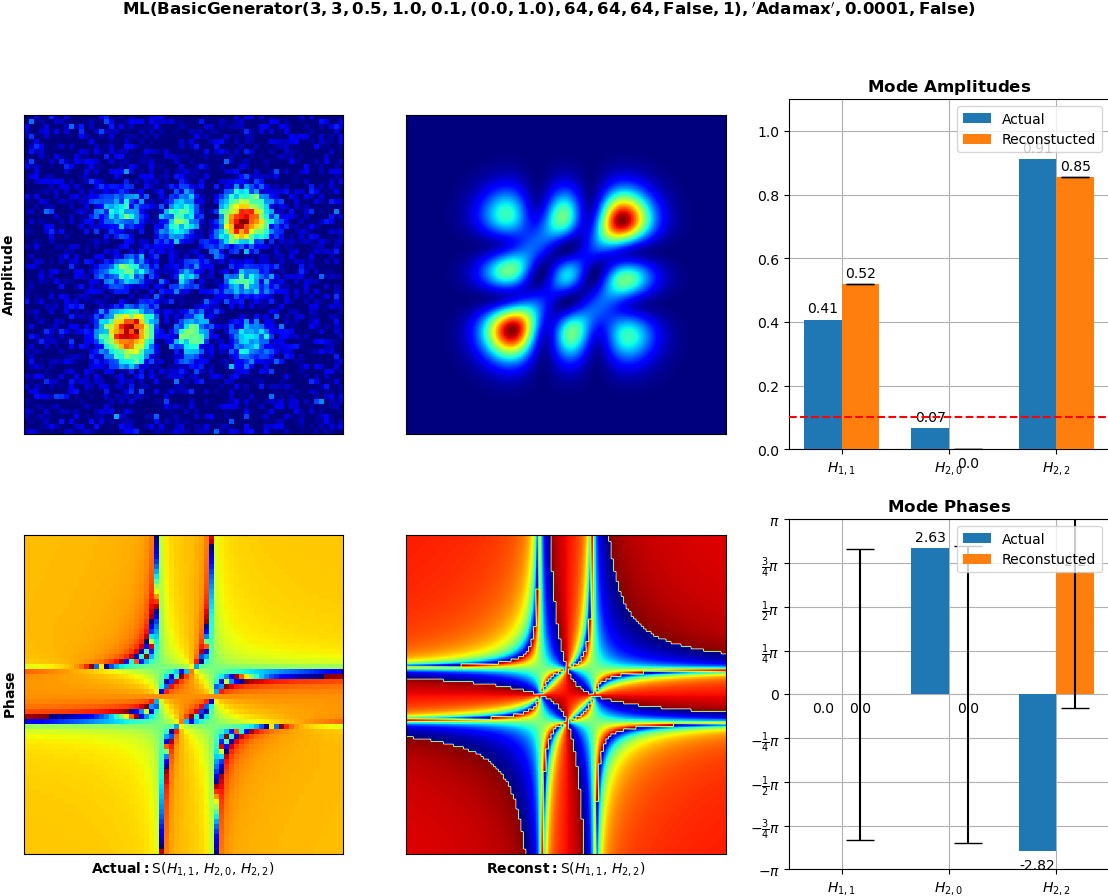 ML(BasicGenerator(3, 3, 0.5, 1.0, 0.1, (0.0, 1.0), 64, 64, 64, False, 1), 'Adamax', 0.0001, False)
Mode Amplitudes
Amplitude
Actual
Reconstucted
1.0
0.8
0.6
0.4
0.2
0.0
0.41
0.52
0.07
0.0
0.91
0.85
H1,1
H2,0
H2,2
Mode Phases
Phase
Actual
Reconstucted
π
3/4π
1/2π
1/4π
0
−1/4π
−1/2π
−3/4π
−π
0.0
0.0
2.63
0.0
-2.82
H1,1
H2,0
H2,2
Actual: S(H1,1, H2,0, H2,2)
Reconst: S(H1,1, H2,2)